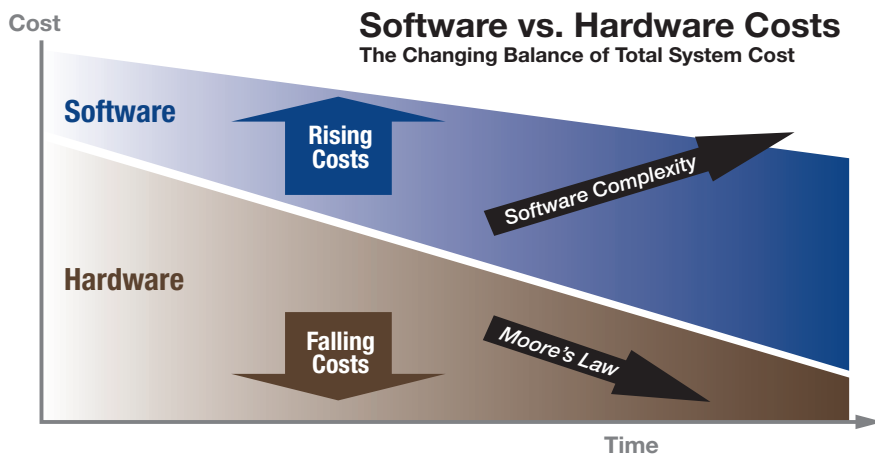 Cost
Software vs. Hardware Costs
The Changing Balance of Total System Cost
Software
Rising
Costs
Software Complexity
Hardware
Falling
Costs
Moore's Law
Time